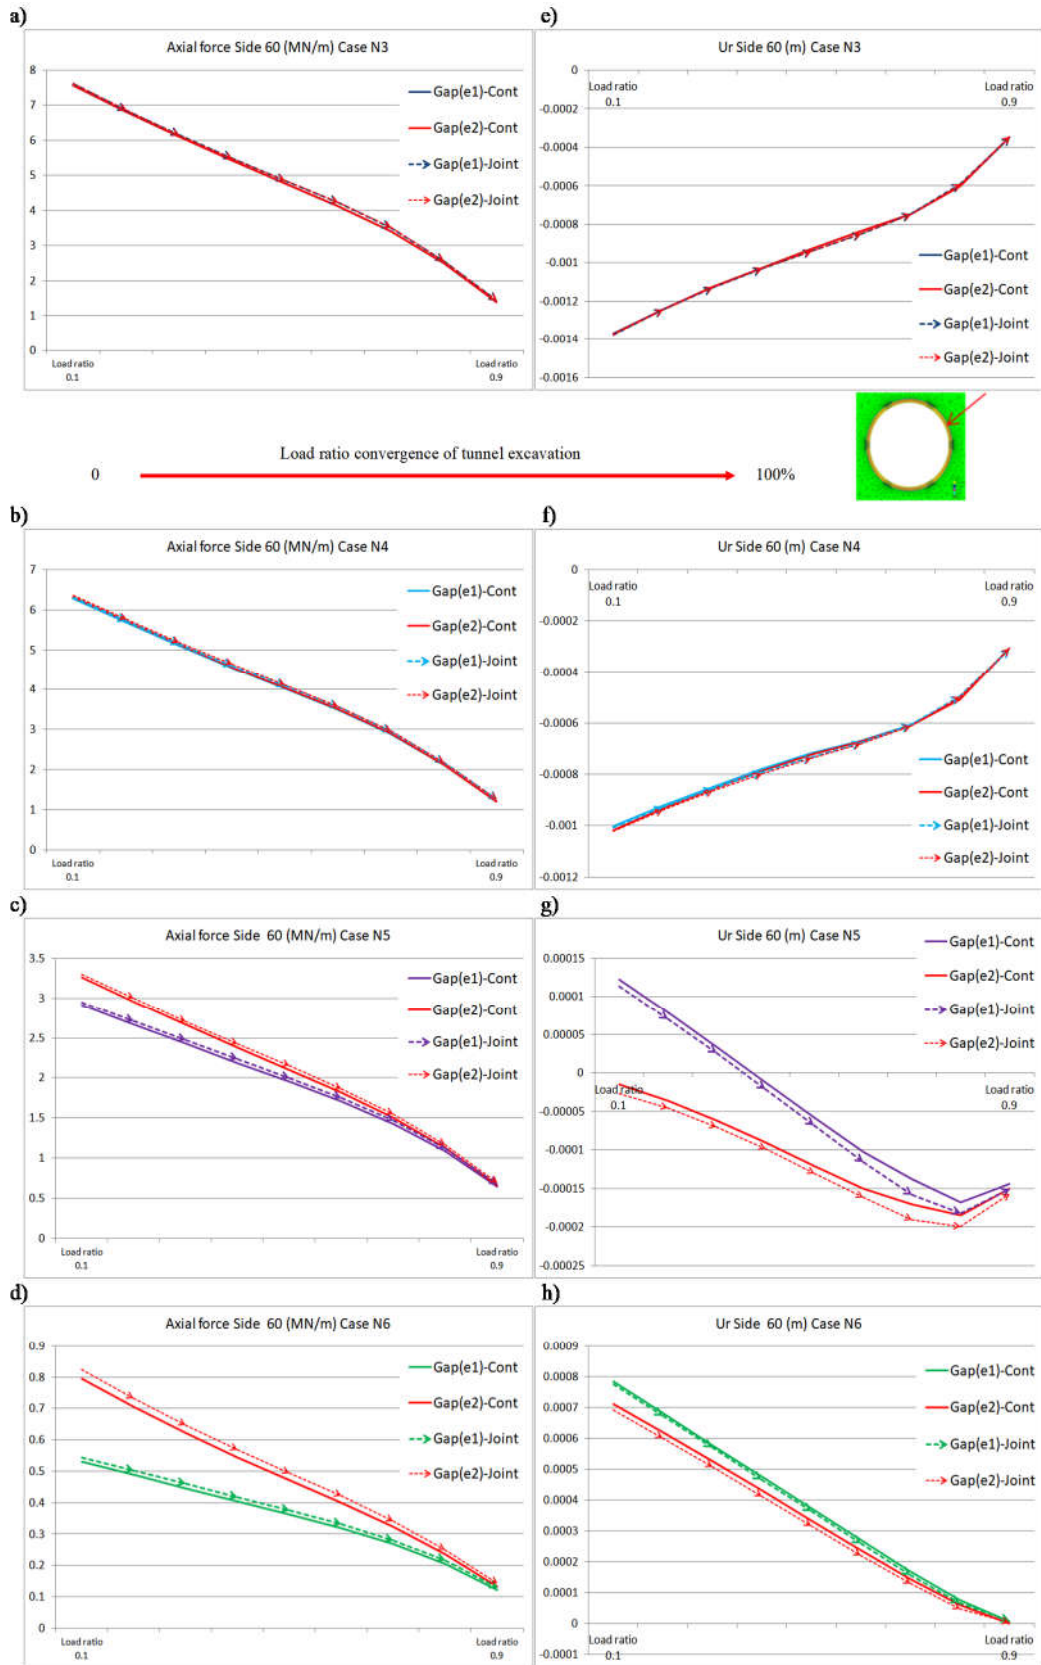 a)
Axial force Side 60 (MN/m) Case N3
8
7
6
5
4
3
2
1
0
Gap(e1)-Cont
Gap(e2)-Cont
Gap(e1)-Joint
Gap(e2)-Joint
Load ratio
0.1
Load ratio
0.9
e)
Ur Side 60 (m) Case N3
0
-0.0002
-0.0004
-0.0006
-0.0008
-0.001
-0.0012
-0.0014
-0.0016
Load ratio
0.1
Load ratio
0.9
Gap(e1)-Cont
Gap(e2)-Cont
Gap(e1)-Joint
Gap(e2)-Joint
Load ratio convergence of tunnel excavation
0
100%
b)
Axial force Side 60 (MN/m) Case N4
7
6
5
4
3
2
1
0
Gap(e1)-Cont
Gap(e2)-Cont
Gap(e1)-Joint
Gap(e2)-Joint
Load ratio
0.1
Load ratio
0.9
f)
Ur Side 60 (m) Case N4
0
-0.0002
-0.0004
-0.0006
-0.0008
-0.001
-0.0012
Load ratio
0.1
Load ratio
0.9
Gap(e1)-Cont
Gap(e2)-Cont
Gap(e1)-Joint
Gap(e2)-Joint
c)
Axial force Side 60 (MN/m) Case N5
3.5
3
2.5
2
1.5
1
0.5
0
Gap(e1)-Cont
Gap(e2)-Cont
Gap(e1)-Joint
Gap(e2)-Joint
Load ratio
0.1
Load ratio
0.9
g)
Ur Side 60 (m) Case N5
0.00015
0.0001
0.00005
0
-0.00005
-0.0001
-0.00015
-0.0002
-0.00025
Gap(e1)-Cont
Gap(e2)-Cont
Gap(e1)-Joint
Gap(e2)-Joint
Load ratio
0.1
Load ratio
0.9
d)
Axial force Side 60 (MN/m) Case N6
0.9
0.8
0.7
0.6
0.5
0.4
0.3
0.2
0.1
0
Gap(e1)-Cont
Gap(e2)-Cont
Gap(e1)-Joint
Gap(e2)-Joint
Load ratio
0.1
Load ratio
0.9
h)
Ur Side 60 (m) Case N6
0.0009
0.0008
0.0007
0.0006
0.0005
0.0004
0.0003
0.0002
0.0001
0
-0.0001
Gap(e1)-Cont
Gap(e2)-Cont
Gap(e1)-Joint
Gap(e2)-Joint
Load ratio
0.1
Load ratio
0.9